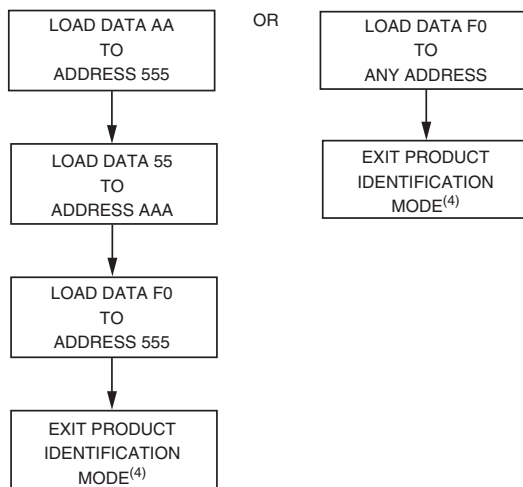 LOAD DATA AA
TO
ADDRESS 555
LOAD DATA 55
TO
ADDRESS AAA
LOAD DATA F0
TO
ADDRESS 555
EXIT PRODUCT
IDENTIFICATION
MODE(4)
OR
LOAD DATA F0
TO
ANY ADDRESS
EXIT PRODUCT
IDENTIFICATION
MODE(4)